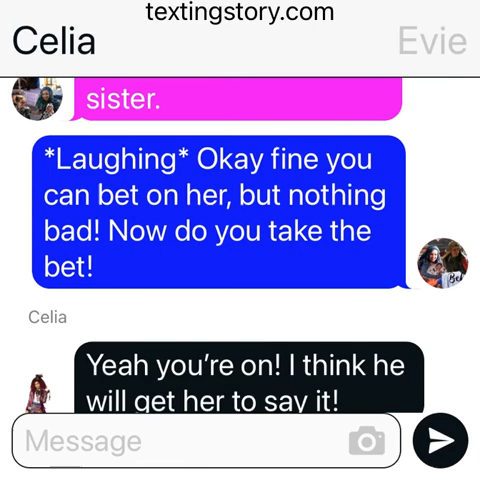 textingstory.com
Celia
Evie
sister.
*Laughing* Okay fine you
can bet on her, but nothing
bad! Now do you take the
bet!
Celia
Yeah you’re on! I think he
will get her to say it!
Message